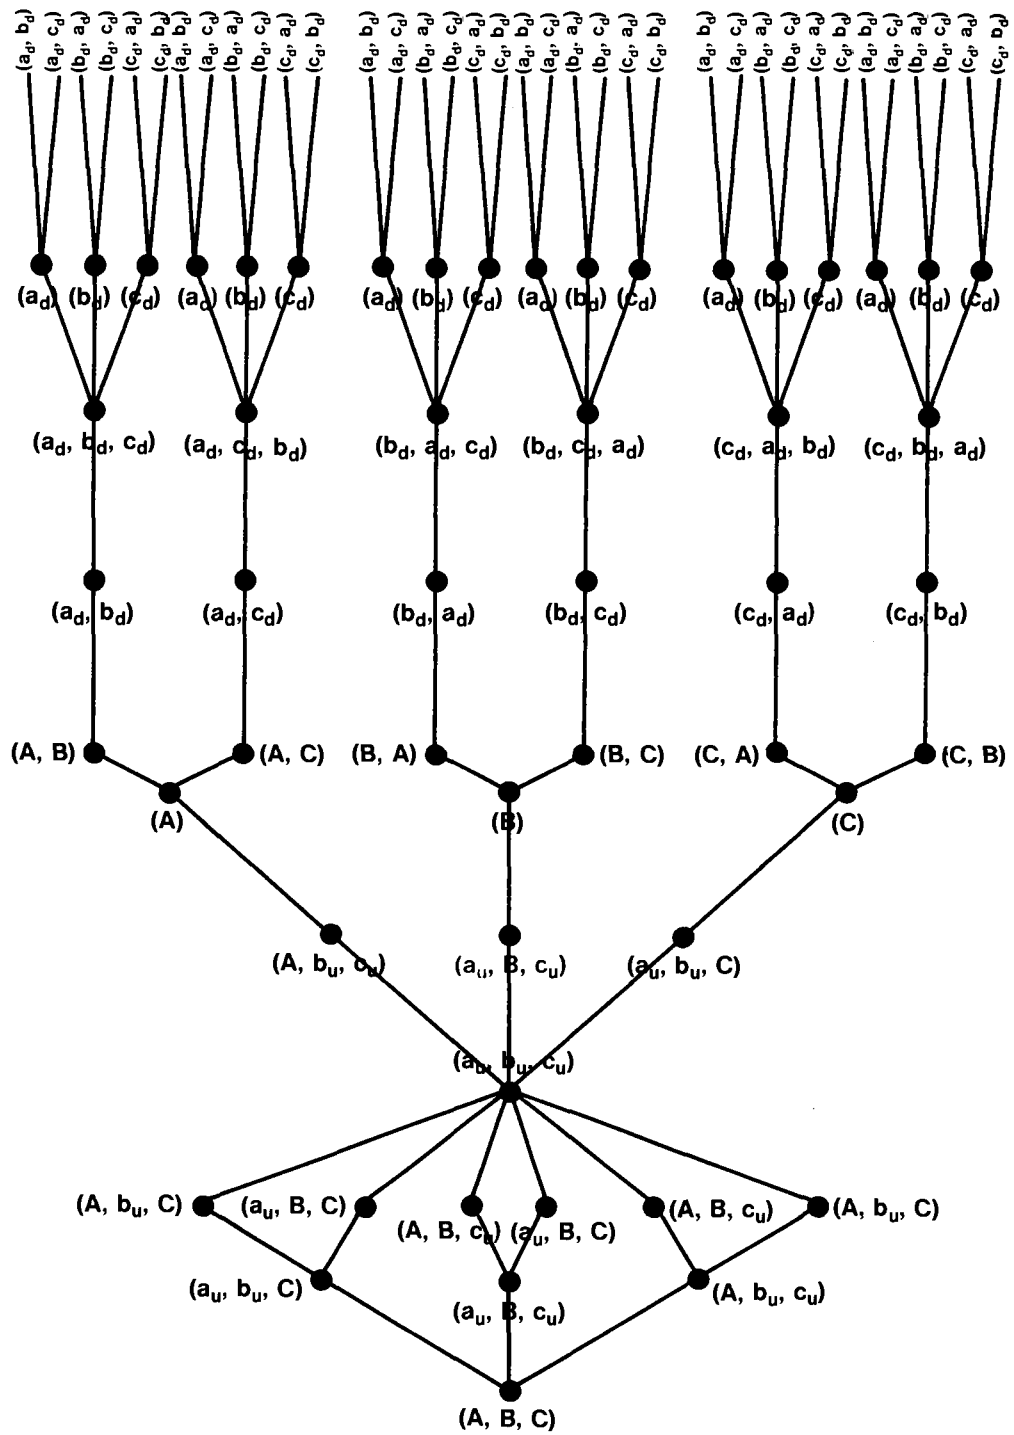 (a_d, b_d) (a_d, c_d) (b_d, a_d) (b_d, c_d) (c_d, a_d) (c_d, b_d) (a_d, b_d) (a_d, c_d) (b_d, a_d) (b_d, c_d) (c_d, a_d) (c_d, b_d) (a_d, b_d) (a_d, c_d) (b_d, a_d) (b_d, c_d) (c_d, a_d) (c_d, b_d) (a_d, b_d) (a_d, c_d) (b_d, a_d) (b_d, c_d) (c_d, a_d) (c_d, b_d) (a_d, b_d) (a_d, c_d) (b_d, a_d) (b_d, c_d) (c_d, a_d) (c_d, b_d) (a_d, b_d) (a_d, c_d) (b_d, a_d) (b_d, c_d) (c_d, a_d) (c_d, b_d)
(a_d) (b_d) (c_d) (a_d) (b_d) (c_d) (a_d) (b_d) (c_d) (a_d) (b_d) (c_d) (a_d) (b_d) (c_d) (a_d) (b_d) (c_d)
(a_d, b_d, c_d) (a_d, c_d, b_d) (b_d, a_d, c_d) (b_d, c_d, a_d) (c_d, a_d, b_d) (c_d, b_d, a_d)
(a_d, b_d) (a_d, c_d) (b_d, a_d) (b_d, c_d) (c_d, a_d) (c_d, b_d)
(A, B) (A, C) (B, A) (B, C) (C, A) (C, B)
(A) (B) (C)
(A, b_u, c_u) (a_u, B, c_u) (a_u, b_u, C)
(a_u, b_u, c_u)
(A, b_u, C) (a_u, B, C) (A, B, c_u) (a_u, B, C) (A, B, c_u) (A, b_u, C)
(a_u, b_u, C) (a_u, B, c_u) (A, b_u, c_u)
(A, B, C)